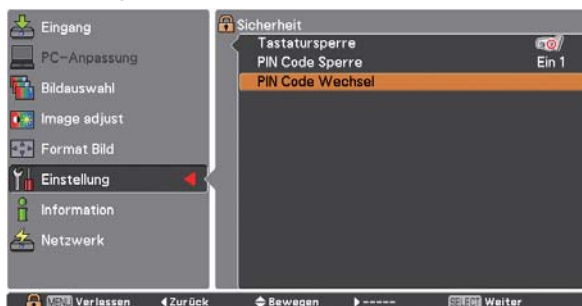 Eingang
PC-Anpassung
Bildauswahl
Image adjust
Format Bild
Einstellung
Information
Netzwerk
Sicherheit
Tastatursperre
PIN Code Sperre Ein 1
PIN Code Wechsel
MENU Verlassen Zurück Bewegen ----- SELECT Weiter